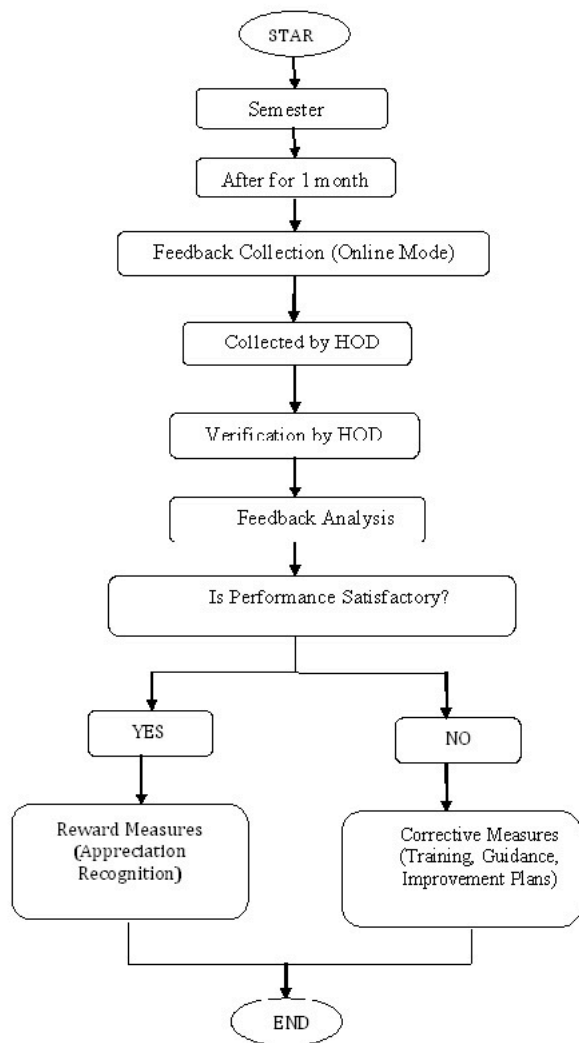 STAR
Semester
After for 1 month
Feedback Collection (Online Mode)
Collected by HOD
Verification by HOD
Feedback Analysis
Is Performance Satisfactory?
YES
NO
Reward Measures
(Appreciation
Recognition)
Corrective Measures
(Training, Guidance,
Improvement Plans)
END